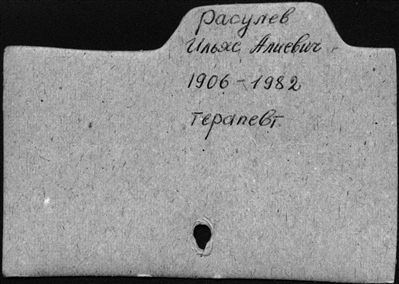 Расулев
Ильяс Алиевич
1906-1982
терапевт